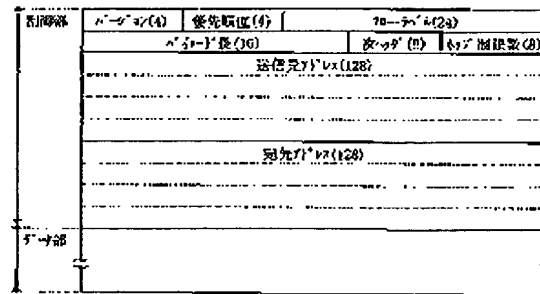 制御部 バージョン(4) 優先順位(4) フローラベル(24)
ペイロード長(16) 次ヘッダ(8) ホップ制限数(8)
送信元アドレス(128)
宛先アドレス(128)
データ部